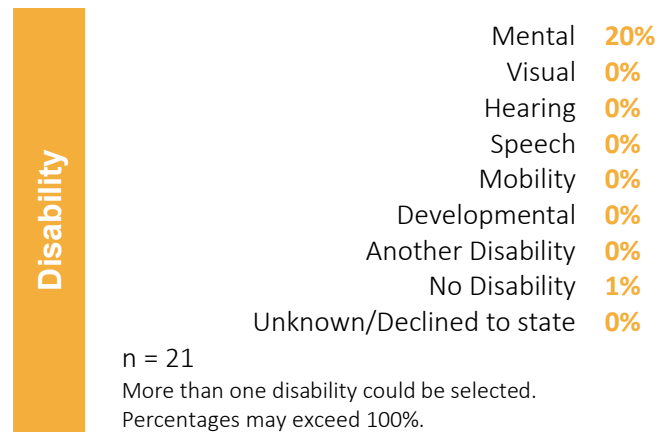 Disability
Mental 20%
Visual 0%
Hearing 0%
Speech 0%
Mobility 0%
Developmental 0%
Another Disability 0%
No Disability 1%
Unknown/Declined to state 0%
n = 21
More than one disability could be selected.
Percentages may exceed 100%.